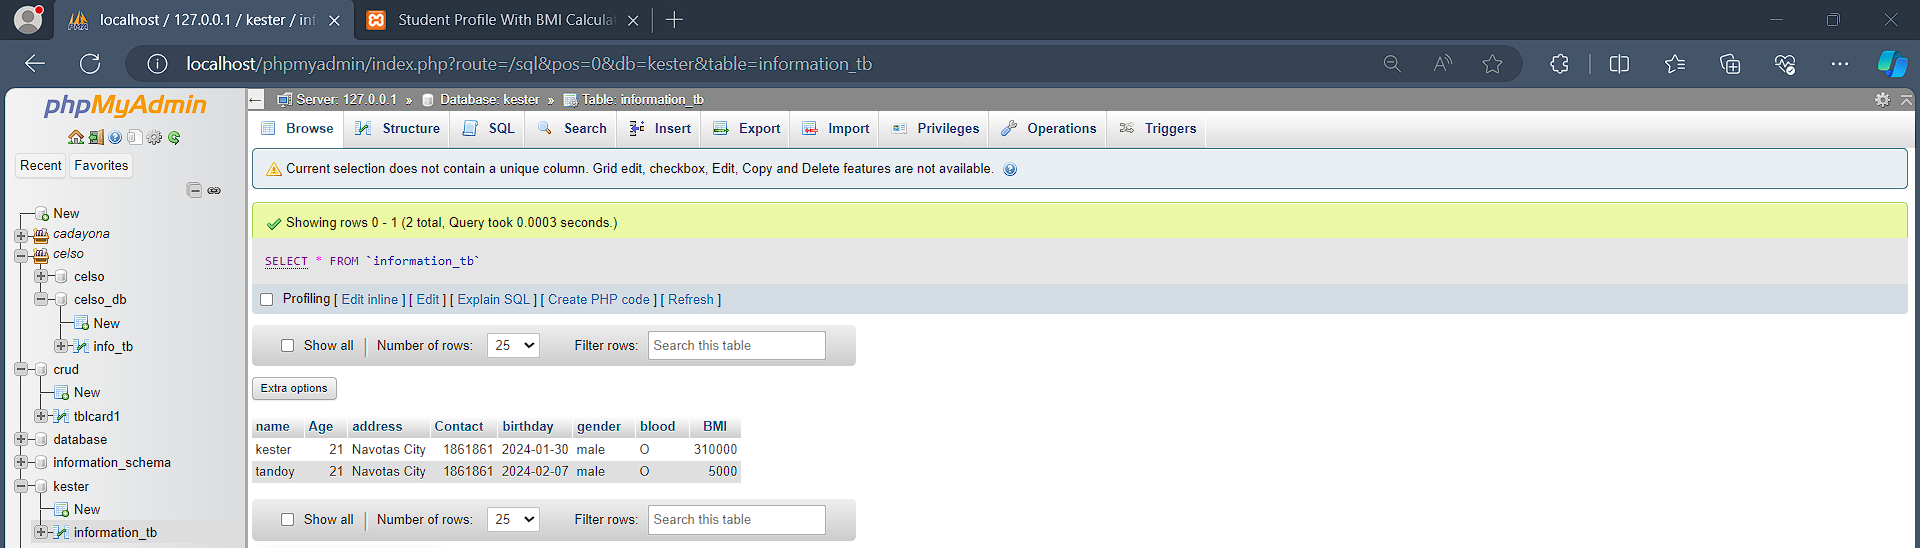 localhost / 127.0.0.1 / kester / inf
Student Profile With BMI Calcula
localhost/phpmyadmin/index.php?route=/sql&pos=0&db=kester&table=information_tb
phpMyAdmin
Recent Favorites
New
cadayona
celso
celso
celso_db
New
info_tb
crud
New
tblcard1
database
information_schema
kester
New
information_tb
Server: 127.0.0.1 » Database: kester » Table: information_tb
Browse Structure SQL Search Insert Export Import Privileges Operations Triggers
Current selection does not contain a unique column. Grid edit, checkbox, Edit, Copy and Delete features are not available.
Showing rows 0 - 1 (2 total, Query took 0.0003 seconds.)
SELECT * FROM `information_tb`
Profiling [ Edit inline ] [ Edit ] [ Explain SQL ] [ Create PHP code ] [ Refresh ]
Show all | Number of rows: 25 Filter rows: Search this table
Extra options
name Age address Contact birthday gender blood BMI
kester 21 Navotas City 1861861 2024-01-30 male O 310000
tandoy 21 Navotas City 1861861 2024-02-07 male O 5000
Show all | Number of rows: 25 Filter rows: Search this table